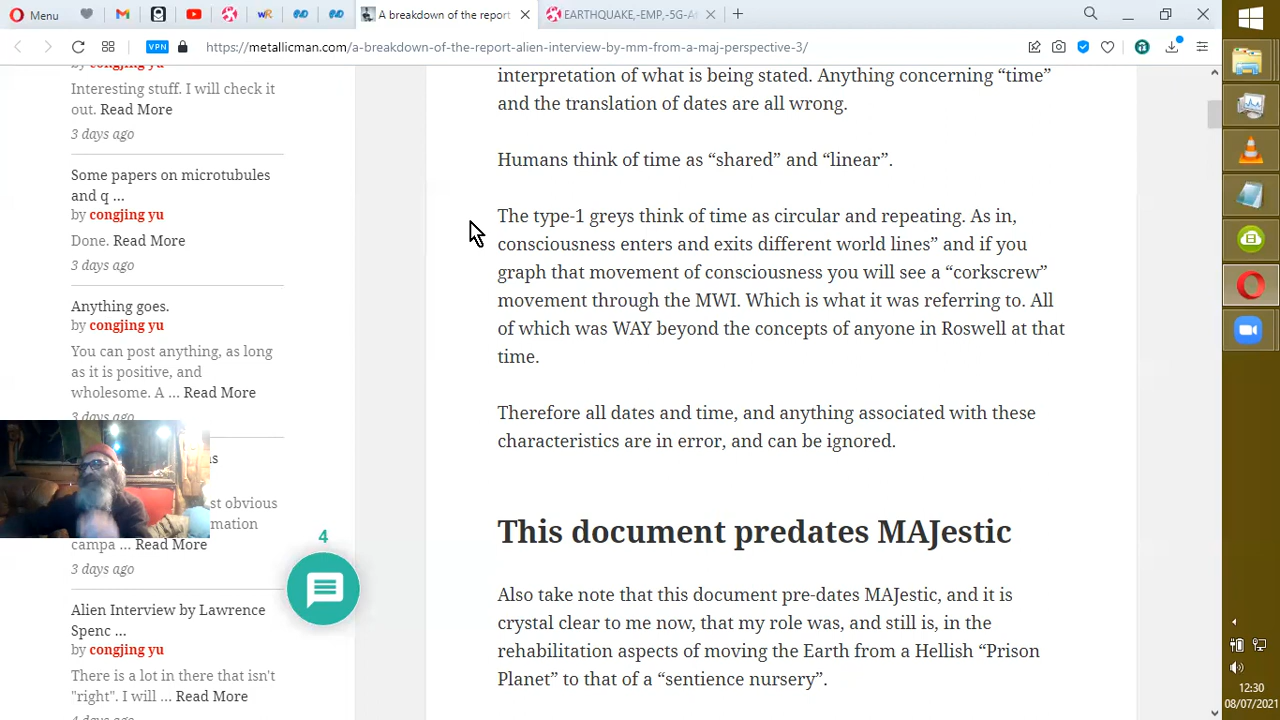 Menu
A breakdown of the report
EARTHQUAKE,-EMP,-5G-A
VPN
https://metallicman.com/a-breakdown-of-the-report-alien-interview-by-mm-from-a-maj-perspective-3/
by congjing yu
Interesting stuff. I will check it
out. Read More
3 days ago
Some papers on microtubules
and q ...
by congjing yu
Done. Read More
3 days ago
Anything goes.
by congjing yu
You can post anything, as long
as it is positive, and
wholesome. A ... Read More
3 days ago
st obvious
mation
campa ... Read More
3 days ago
Alien Interview by Lawrence
Spenc ...
by congjing yu
There is a lot in there that isn't
"right". I will ... Read More
4 days ago
4
interpretation of what is being stated. Anything concerning “time”
and the translation of dates are all wrong.
Humans think of time as “shared” and “linear”.
The type-1 greys think of time as circular and repeating. As in,
consciousness enters and exits different world lines” and if you
graph that movement of consciousness you will see a “corkscrew”
movement through the MWI. Which is what it was referring to. All
of which was WAY beyond the concepts of anyone in Roswell at that
time.
Therefore all dates and time, and anything associated with these
characteristics are in error, and can be ignored.
This document predates MAJestic
Also take note that this document pre-dates MAJestic, and it is
crystal clear to me now, that my role was, and still is, in the
rehabilitation aspects of moving the Earth from a Hellish “Prison
Planet” to that of a “sentience nursery”.
12:30
08/07/2021